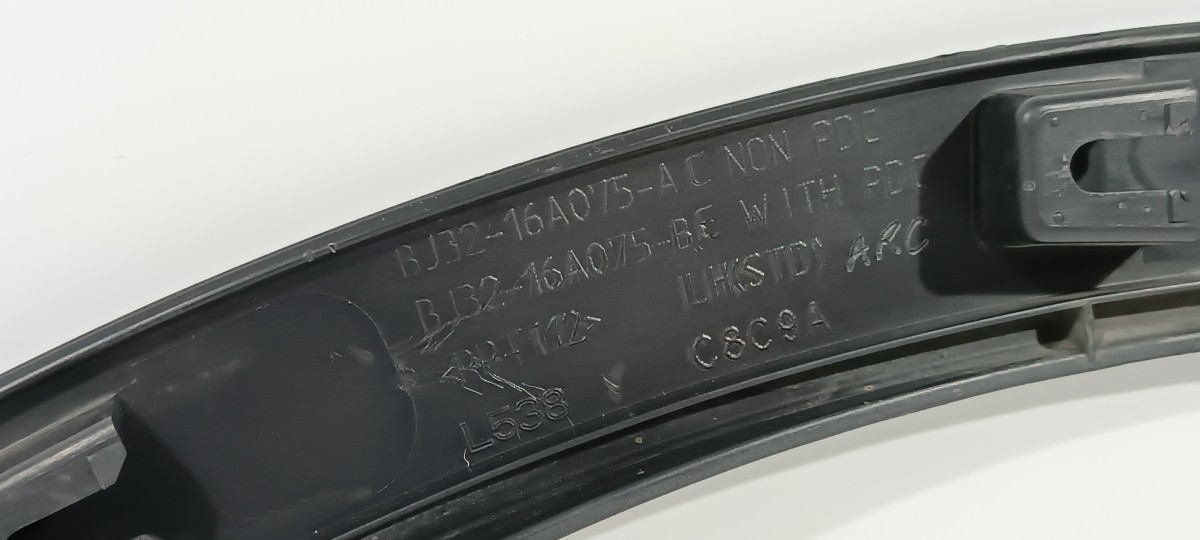 BJ32-16A075-AC NON PDC
BJ32-16A075-BE WITH PDC
LH(STD) ARC
C8C9A
L538